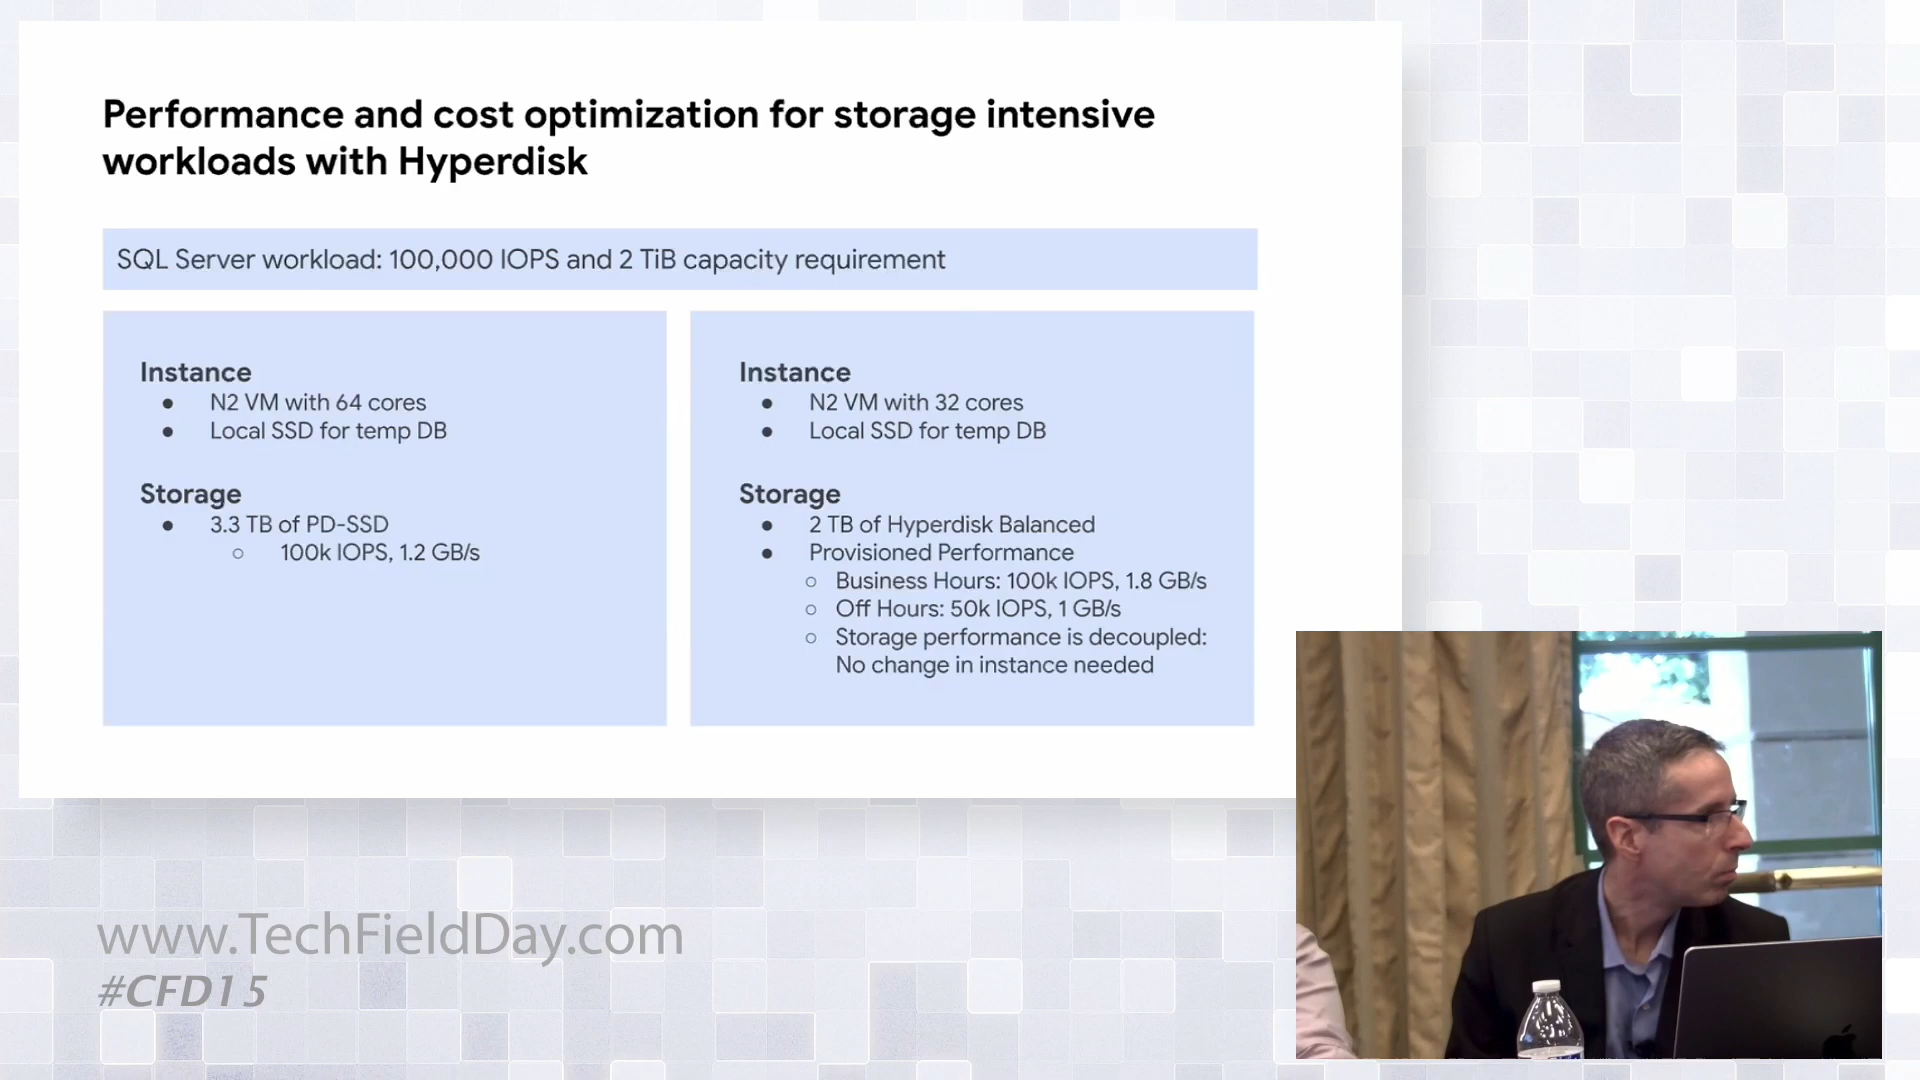 Performance and cost optimization for storage intensive
workloads with Hyperdisk
SQL Server workload: 100,000 IOPS and 2 TiB capacity requirement
Instance
● N2 VM with 64 cores
● Local SSD for temp DB
Storage
● 3.3 TB of PD-SSD
○ 100k IOPS, 1.2 GB/s
Instance
● N2 VM with 32 cores
● Local SSD for temp DB
Storage
● 2 TB of Hyperdisk Balanced
● Provisioned Performance
○ Business Hours: 100k IOPS, 1.8 GB/s
○ Off Hours: 50k IOPS, 1 GB/s
○ Storage performance is decoupled:
No change in instance needed
www.TechFieldDay.com
#CFD15